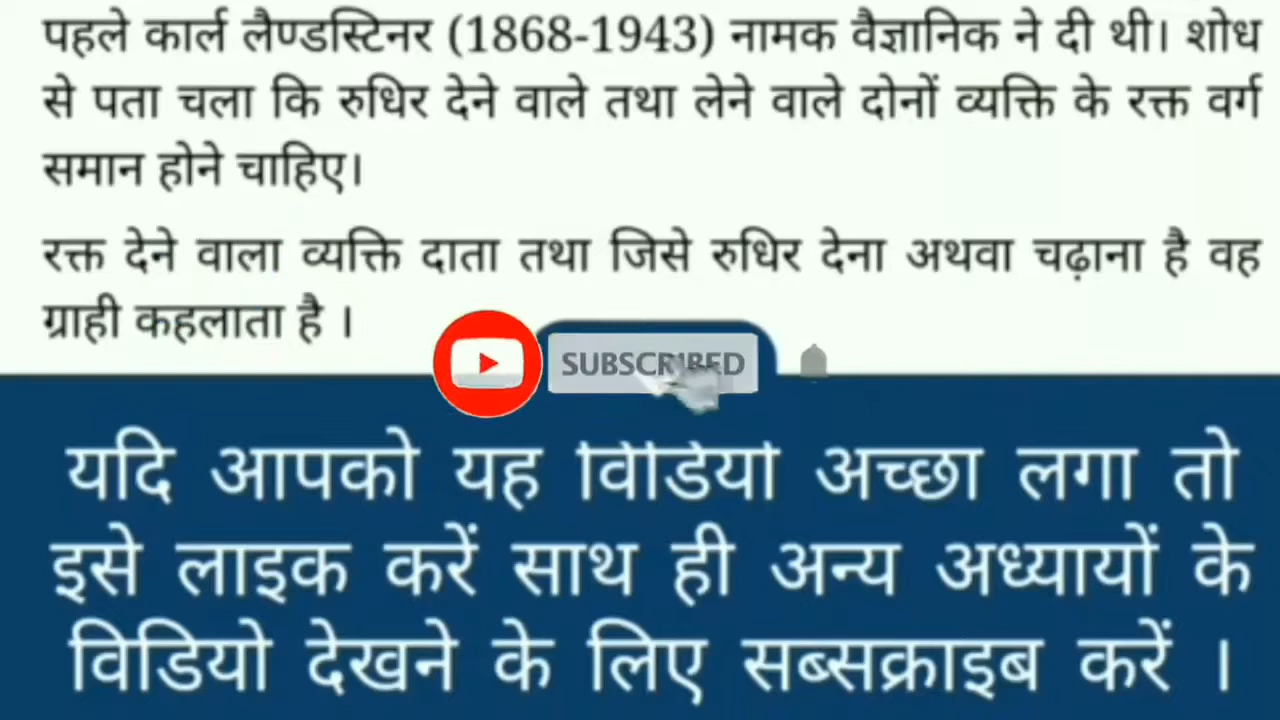 पहले कार्ल लैण्डस्टिनर (1868-1943) नामक वैज्ञानिक ने दी थी। शोध
से पता चला कि रुधिर देने वाले तथा लेने वाले दोनों व्यक्ति के रक्त वर्ग
समान होने चाहिए।
रक्त देने वाला व्यक्ति दाता तथा जिसे रुधिर देना अथवा चढ़ाना है वह
ग्राही कहलाता है ।
SUBSCRIBED
यदि आपको यह विडियो अच्छा लगा तो
इसे लाइक करें साथ ही अन्य अध्यायों के
विडियो देखने के लिए सब्सक्राइब करें ।